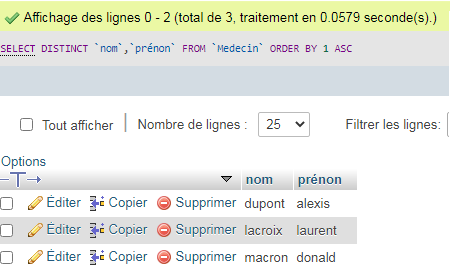 Affichage des lignes 0 - 2 (total de 3, traitement en 0.0579 seconde(s).)
SELECT DISTINCT `nom`,`prénon` FROM `Medecin` ORDER BY 1 ASC
Tout afficher | Nombre de lignes : 25 Filtrer les lignes:
Options
nom prénon
Éditer Copier Supprimer dupont alexis
Éditer Copier Supprimer lacroix laurent
Éditer Copier Supprimer macron donald